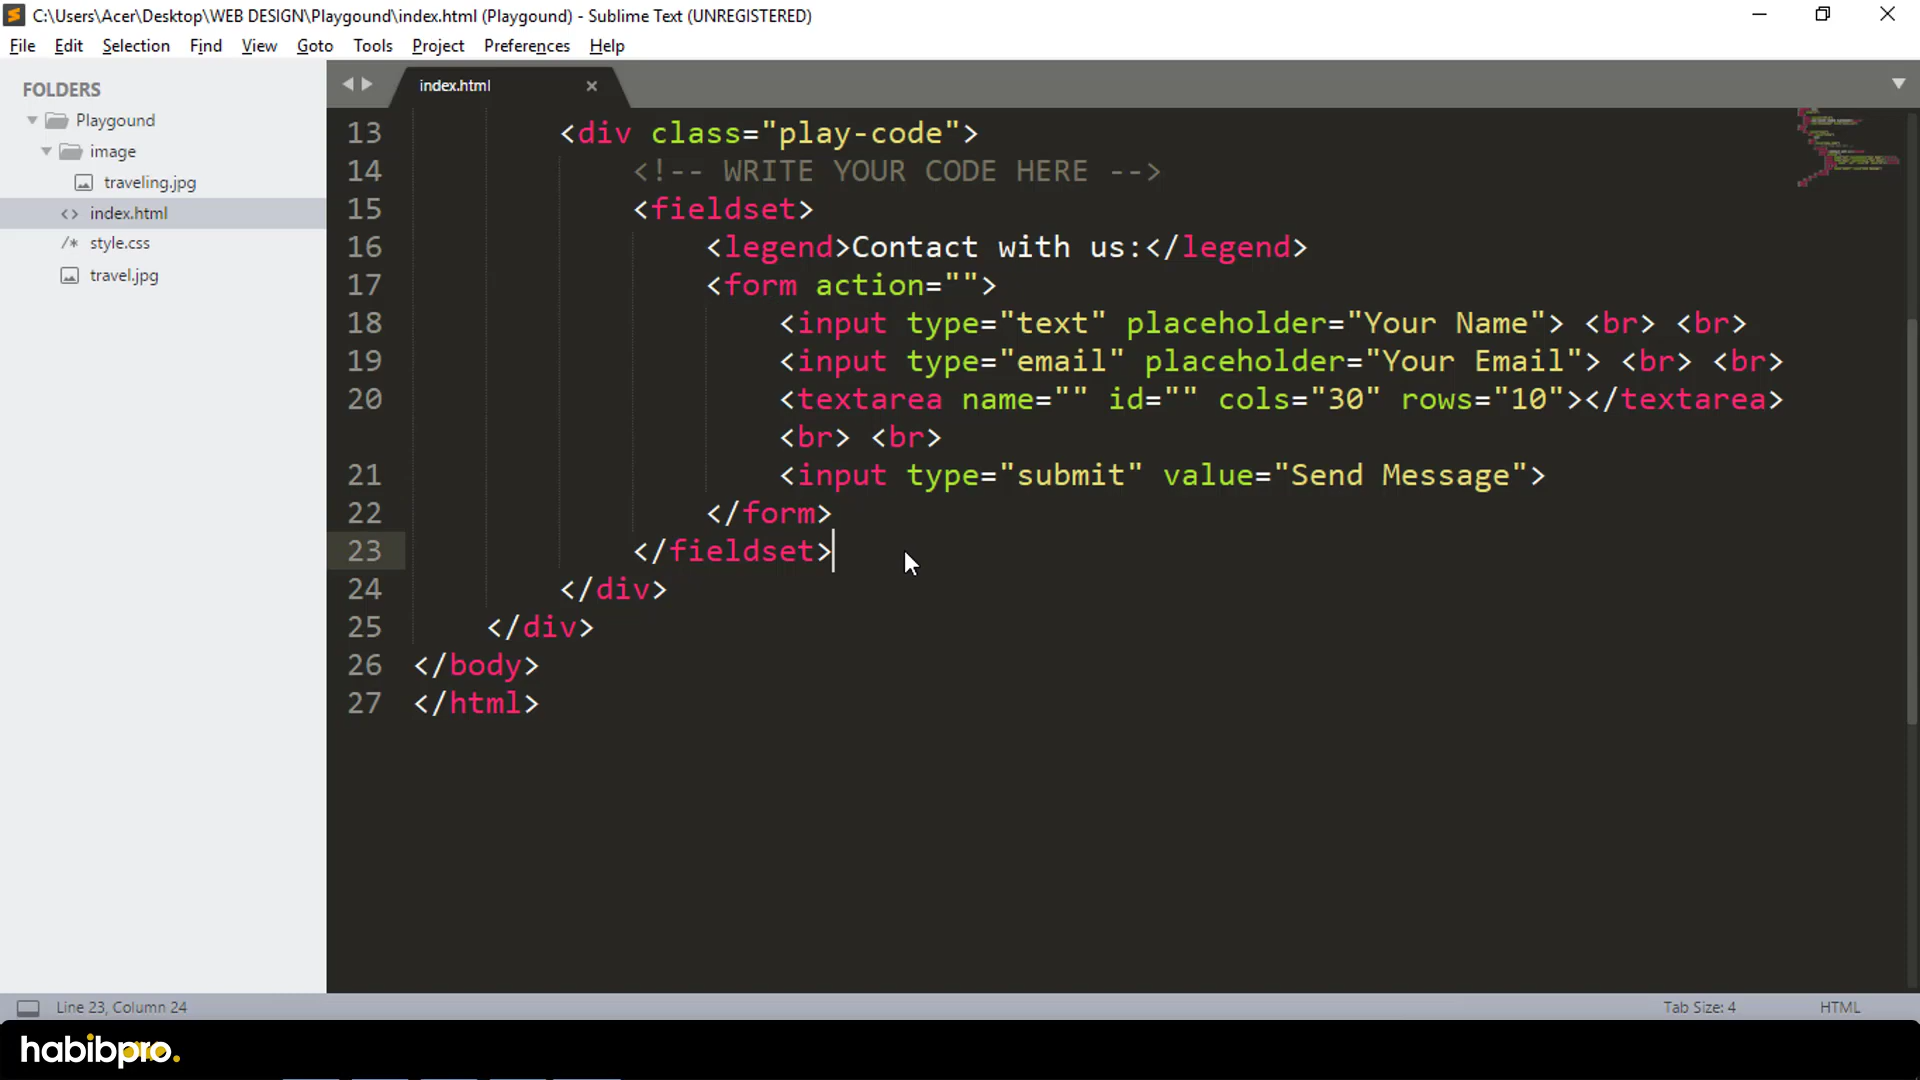 C:\Users\Acer\Desktop\WEB DESIGN\Playgound\index.html (Playgound) - Sublime Text (UNREGISTERED)
File Edit Selection Find View Goto Tools Project Preferences Help
FOLDERS
Playgound
image
traveling.jpg
index.html
style.css
travel.jpg
index.html
13 <div class="play-code">
14 <!-- WRITE YOUR CODE HERE -->
15 <fieldset>
16 <legend>Contact with us:</legend>
17 <form action="">
18 <input type="text" placeholder="Your Name"> <br> <br>
19 <input type="email" placeholder="Your Email"> <br> <br>
20 <textarea name="" id="" cols="30" rows="10"></textarea>
<br> <br>
21 <input type="submit" value="Send Message">
22 </form>
23 </fieldset>
24 </div>
25 </div>
26 </body>
27 </html>
Line 23, Column 24
Tab Size: 4
HTML
habibpro.